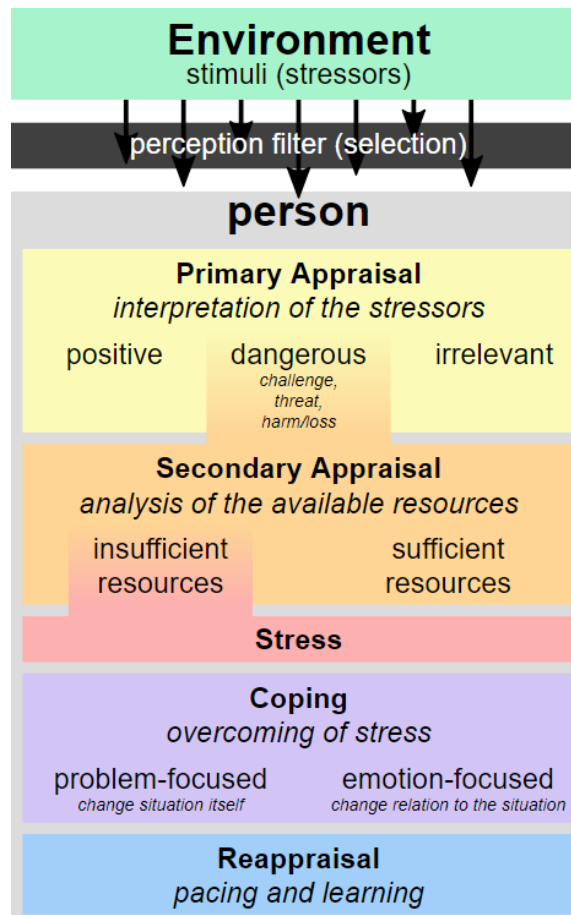 Environment
stimuli (stressors)
perception filter (selection)
person
Primary Appraisal
interpretation of the stressors
positive dangerous irrelevant
challenge,
threat,
harm/loss
Secondary Appraisal
analysis of the available resources
insufficient sufficient
resources resources
Stress
Coping
overcoming of stress
problem-focused emotion-focused
change situation itself change relation to the situation
Reappraisal
pacing and learning